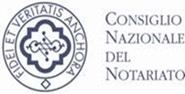 FIDEI ET VERITATIS ANCHORA
CONSIGLIO
NAZIONALE
DEL
NOTARIATO